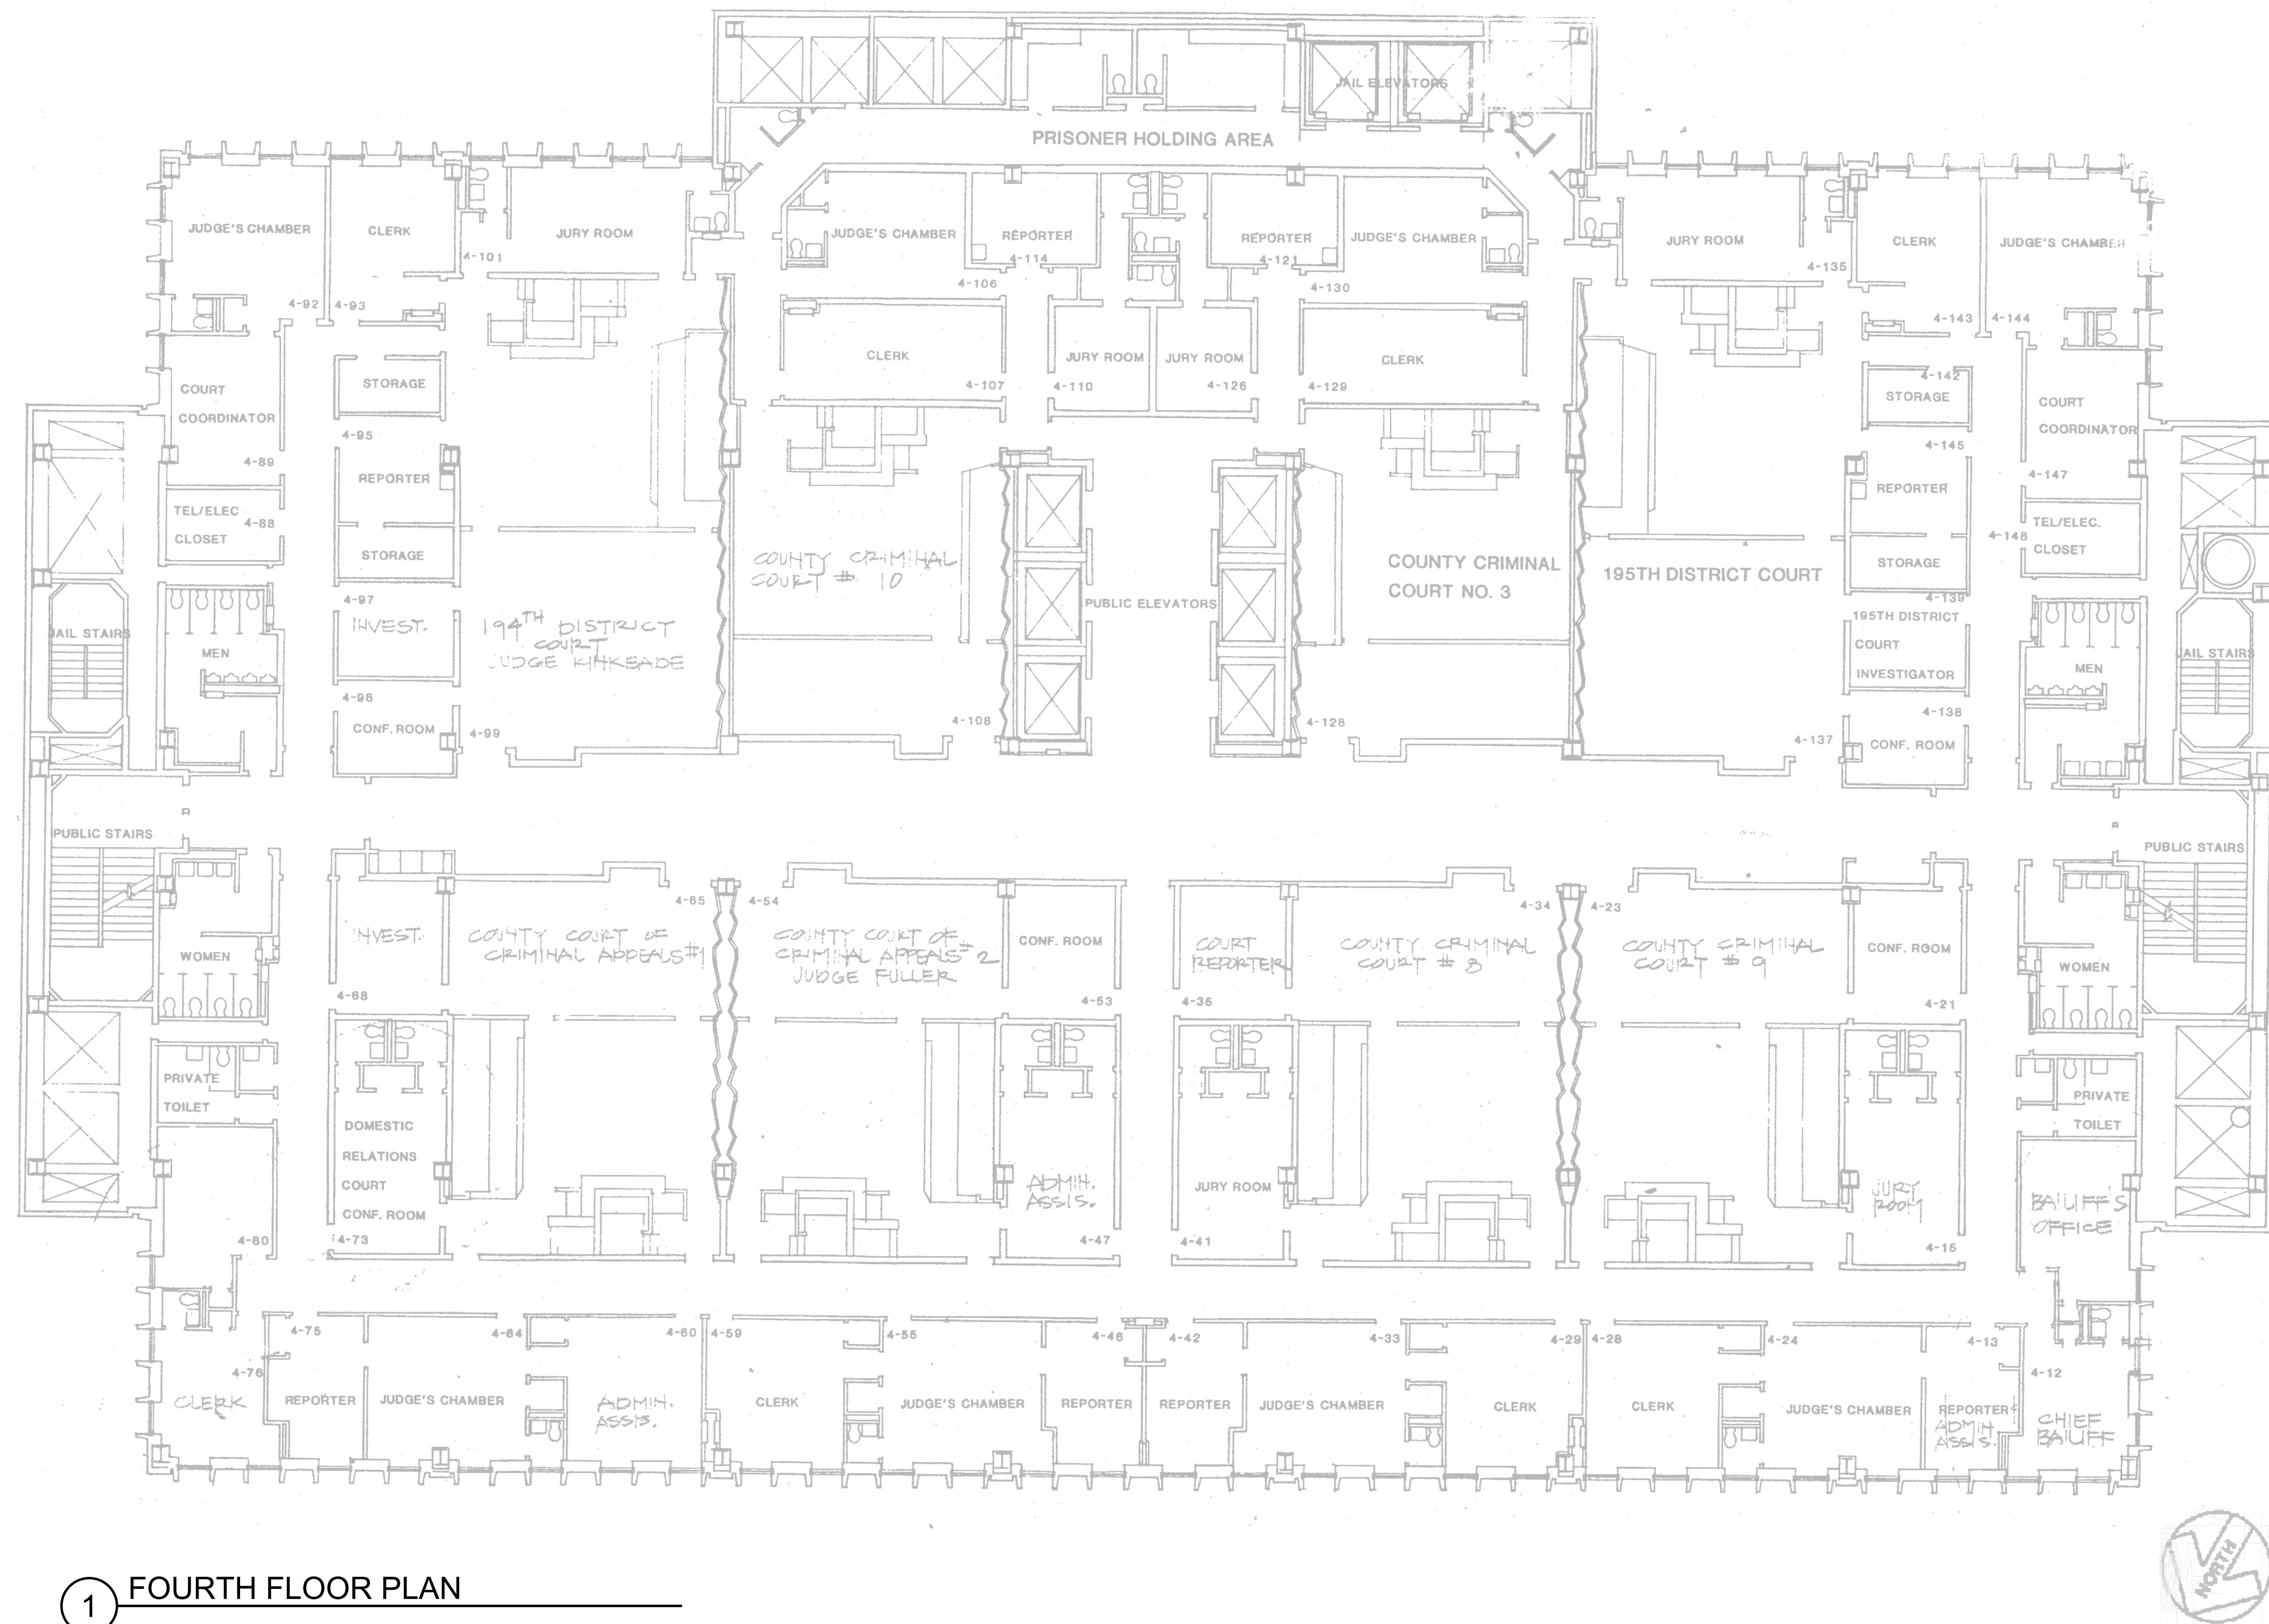 JAIL ELEVATORS
PRISONER HOLDING AREA
JUDGE'S CHAMBER
CLERK
JURY ROOM
4-101
4-92
4-93
JUDGE'S CHAMBER
REPORTER
4-114
4-106
REPORTER
4-121
JUDGE'S CHAMBER
4-130
JURY ROOM
4-135
CLERK
JUDGE'S CHAMBER
4-143
4-144
CLERK
4-107
JURY ROOM
4-110
JURY ROOM
4-126
CLERK
4-129
COURT
COORDINATOR
4-89
STORAGE
4-95
REPORTER
TEL/ELEC
4-88
CLOSET
STORAGE
4-97
INVEST.
4-98
CONF. ROOM
4-99
194TH DISTRICT
COURT
JUDGE KINKEADE
COUNTY CRIMINAL
COURT # 10
4-108
PUBLIC ELEVATORS
COUNTY CRIMINAL
COURT NO. 3
4-128
195TH DISTRICT COURT
4-142
STORAGE
4-145
REPORTER
4-148
STORAGE
4-139
195TH DISTRICT
COURT
INVESTIGATOR
4-138
4-137
CONF. ROOM
COURT
COORDINATOR
4-147
TEL/ELEC.
CLOSET
JAIL STAIRS
MEN
MEN
JAIL STAIRS
PUBLIC STAIRS
PUBLIC STAIRS
WOMEN
INVEST.
4-68
COUNTY COURT OF
CRIMINAL APPEALS #1
4-65
4-54
COUNTY COURT OF
CRIMINAL APPEALS #2
JUDGE FULLER
CONF. ROOM
4-53
COURT
REPORTER
4-36
COUNTY CRIMINAL
COURT # 8
4-34
4-23
COUNTY CRIMINAL
COURT # 9
CONF. ROOM
4-21
WOMEN
PRIVATE
TOILET
4-80
DOMESTIC
RELATIONS
COURT
CONF. ROOM
4-73
ADMIN.
ASSIS.
4-47
JURY ROOM
4-41
JURY
ROOM
4-15
PRIVATE
TOILET
BAILIFF'S
OFFICE
4-76
CLERK
4-75
REPORTER
JUDGE'S CHAMBER
4-64
ADMIN.
ASSIS.
4-60
4-59
CLERK
4-55
JUDGE'S CHAMBER
4-46
REPORTER
4-42
REPORTER
JUDGE'S CHAMBER
4-33
CLERK
4-29
4-28
CLERK
4-24
JUDGE'S CHAMBER
4-13
REPORTER
ADMIN.
ASSIS.
4-12
CHIEF
BAILIFF
NORTH
1
FOURTH FLOOR PLAN